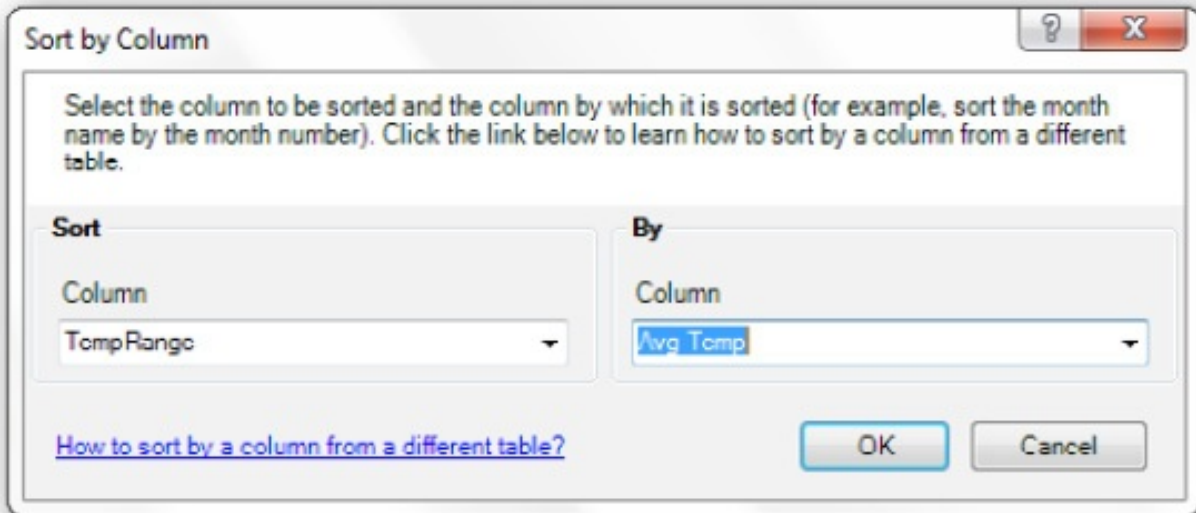 Sort by Column
Select the column to be sorted and the column by which it is sorted (for example, sort the month
name by the month number). Click the link below to learn how to sort by a column from a different
table.
Sort
By
Column
Column
TempRange
Avg Temp
How to sort by a column from a different table?
OK
Cancel